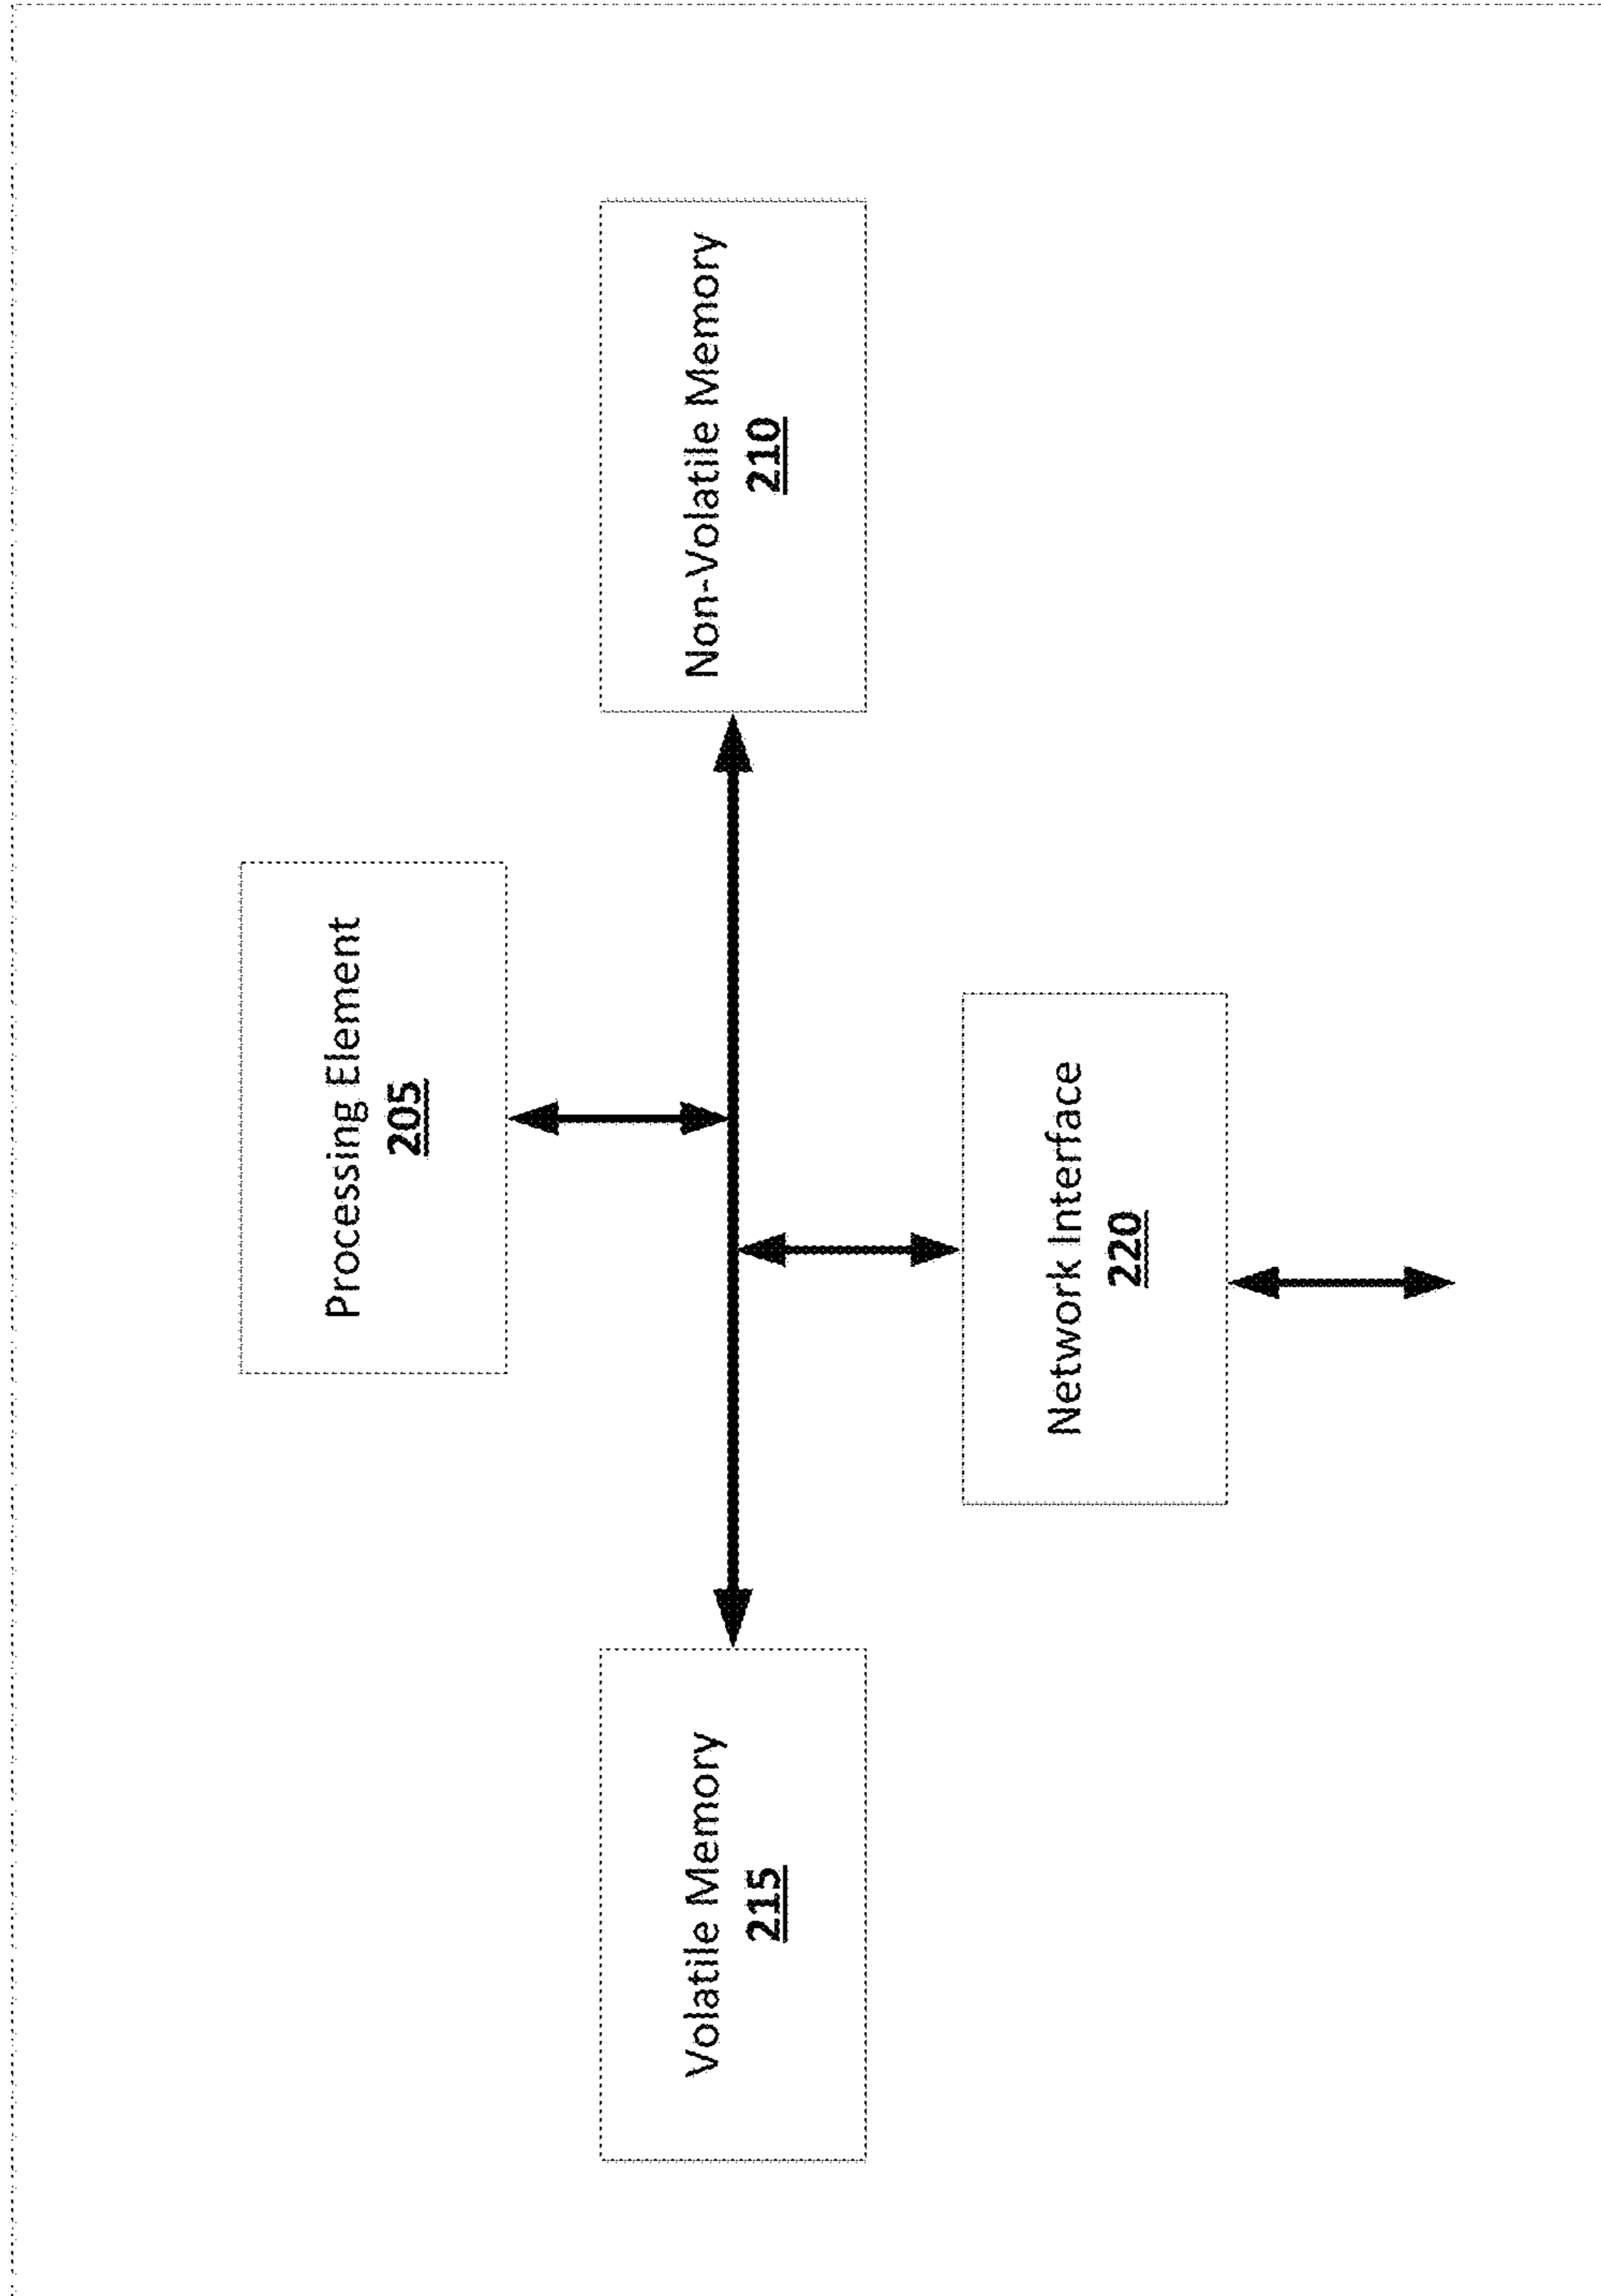 Processing Element
205
Volatile Memory
215
Non-Volatile Memory
210
Network Interface
220